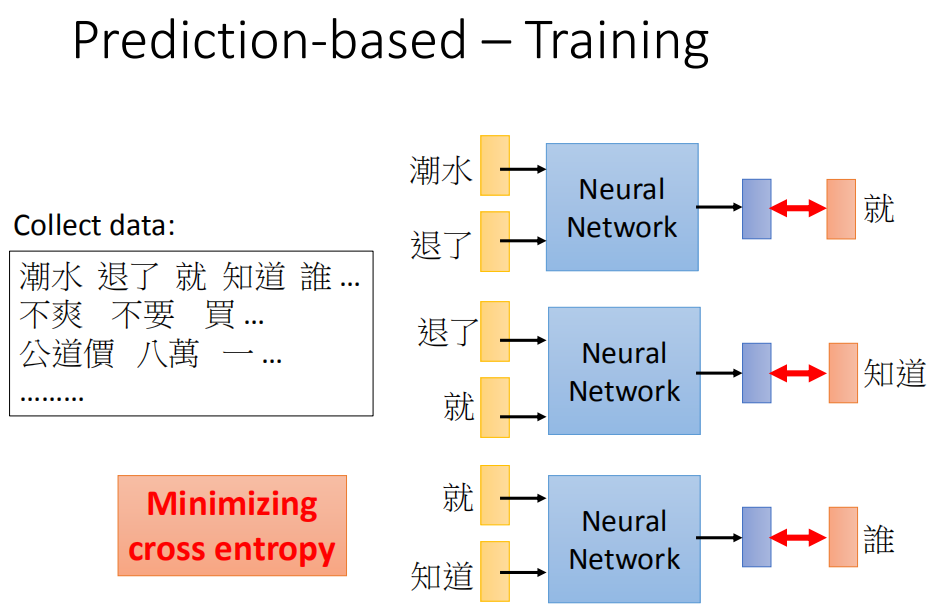 Prediction-based – Training
Collect data:
潮水 退了 就 知道 誰 …
不爽 不要 買 …
公道價 八萬 一 …
………
Minimizing
cross entropy
潮水
退了
Neural
Network
就
退了
就
Neural
Network
知道
就
知道
Neural
Network
誰